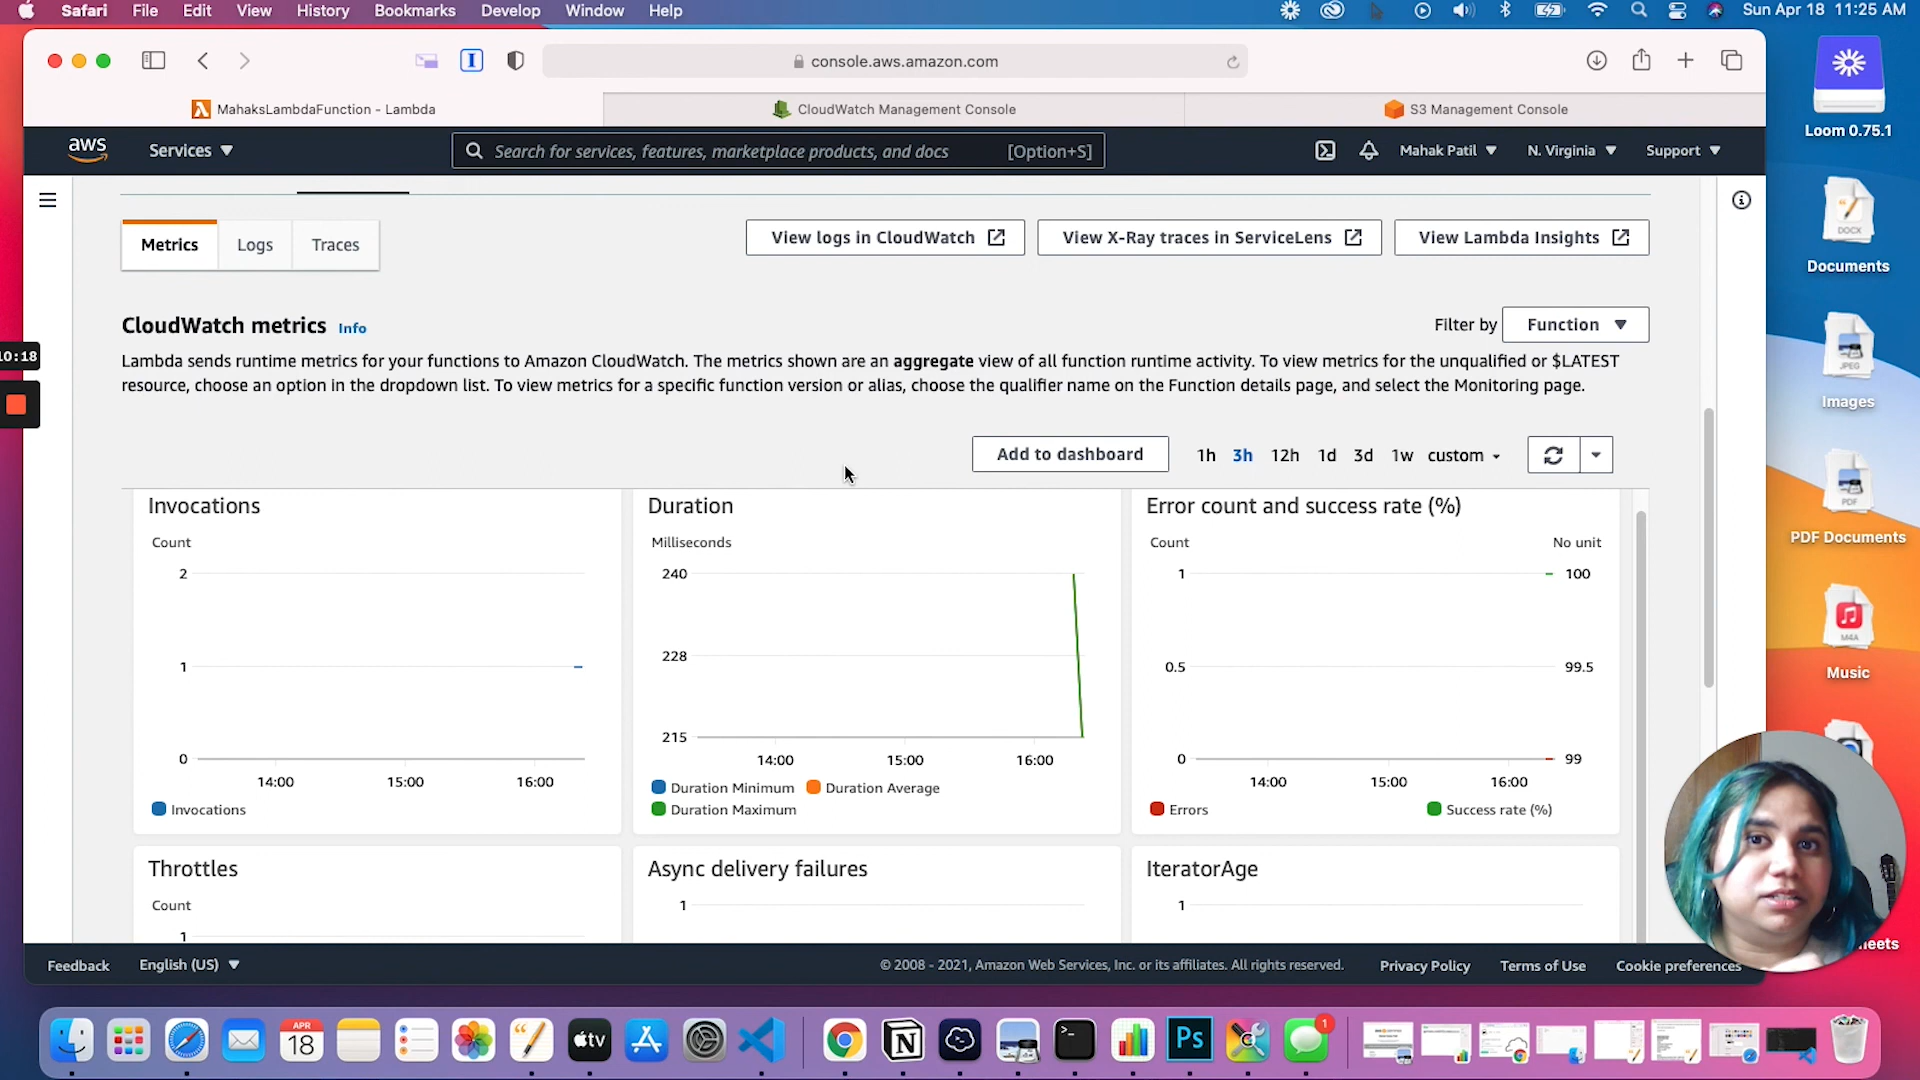 Safari File Edit View History Bookmarks Develop Window Help
Sun Apr 18 11:25 AM
console.aws.amazon.com
MahaksLambdaFunction - Lambda
CloudWatch Management Console
S3 Management Console
aws
Services
Search for services, features, marketplace products, and docs
[Option+S]
Mahak Patil
N. Virginia
Support
Metrics
Logs
Traces
View logs in CloudWatch
View X-Ray traces in ServiceLens
View Lambda Insights
CloudWatch metrics Info
Filter by
Function
Lambda sends runtime metrics for your functions to Amazon CloudWatch. The metrics shown are an aggregate view of all function runtime activity. To view metrics for the unqualified or $LATEST
resource, choose an option in the dropdown list. To view metrics for a specific function version or alias, choose the qualifier name on the Function details page, and select the Monitoring page.
Add to dashboard
1h 3h 12h 1d 3d 1w custom
Invocations
Count
2
1
0
14:00 15:00 16:00
Invocations
Duration
Milliseconds
240
228
215
14:00 15:00 16:00
Duration Minimum Duration Average
Duration Maximum
Error count and success rate (%)
Count No unit
1 100
0.5 99.5
0 99
14:00 15:00 16:00
Errors
Success rate (%)
Throttles
Count
1
Async delivery failures
1
IteratorAge
1
Feedback
English (US)
© 2008 - 2021, Amazon Web Services, Inc. or its affiliates. All rights reserved.
Privacy Policy
Terms of Use
Cookie preferences
Loom 0.75.1
DOCX
Documents
JPEG
Images
PDF
PDF Documents
M4A
Music
10:18
APR
18
tv
Ps
1